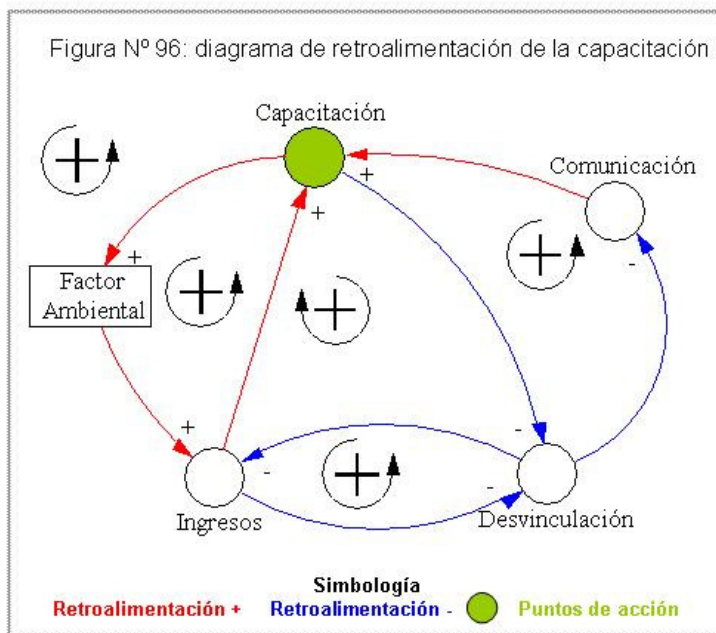 Figura Nº 96: diagrama de retroalimentación de la capacitación
Capacitación
Comunicación
+
+
+
+
+
-
+
+
Factor
Ambiental
+
+
-
-
+
-
Ingresos
Desvinculación
Simbología
Retroalimentación + Retroalimentación - Puntos de acción